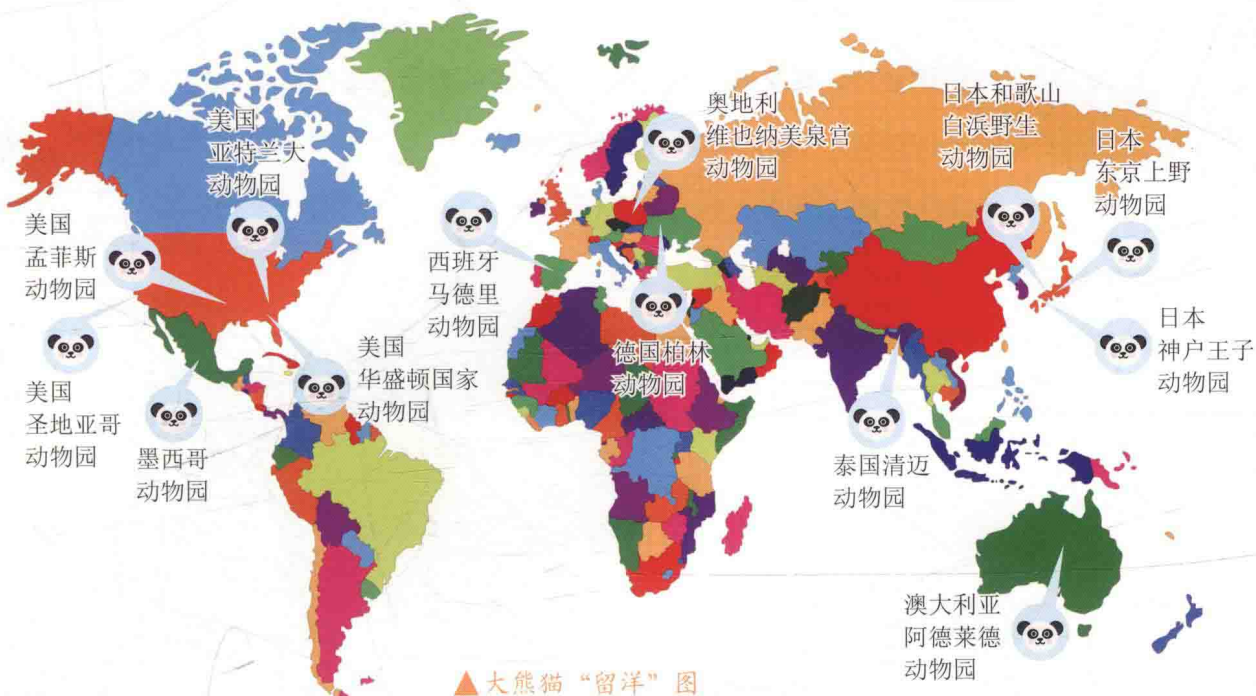 美国
亚特兰大
动物园
奥地利
维也纳美泉宫
动物园
日本和歌山
白浜野生
动物园
日本
东京上野
动物园
美国
孟菲斯
动物园
西班牙
马德里
动物园
日本
神户王子
动物园
美国
华盛顿国家
动物园
德国柏林
动物园
美国
圣地亚哥
动物园
墨西哥
动物园
泰国清迈
动物园
澳大利亚
阿德莱德
动物园
▲大熊猫“留洋”图